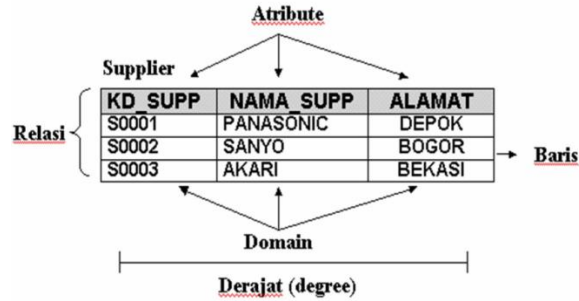 Atribute
Supplier
KD_SUPP NAMA_SUPP ALAMAT
Relasi
S0001 PANASONIC DEPOK
S0002 SANYO BOGOR
Baris
S0003 AKARI BEKASI
Domain
Derajat (degree)